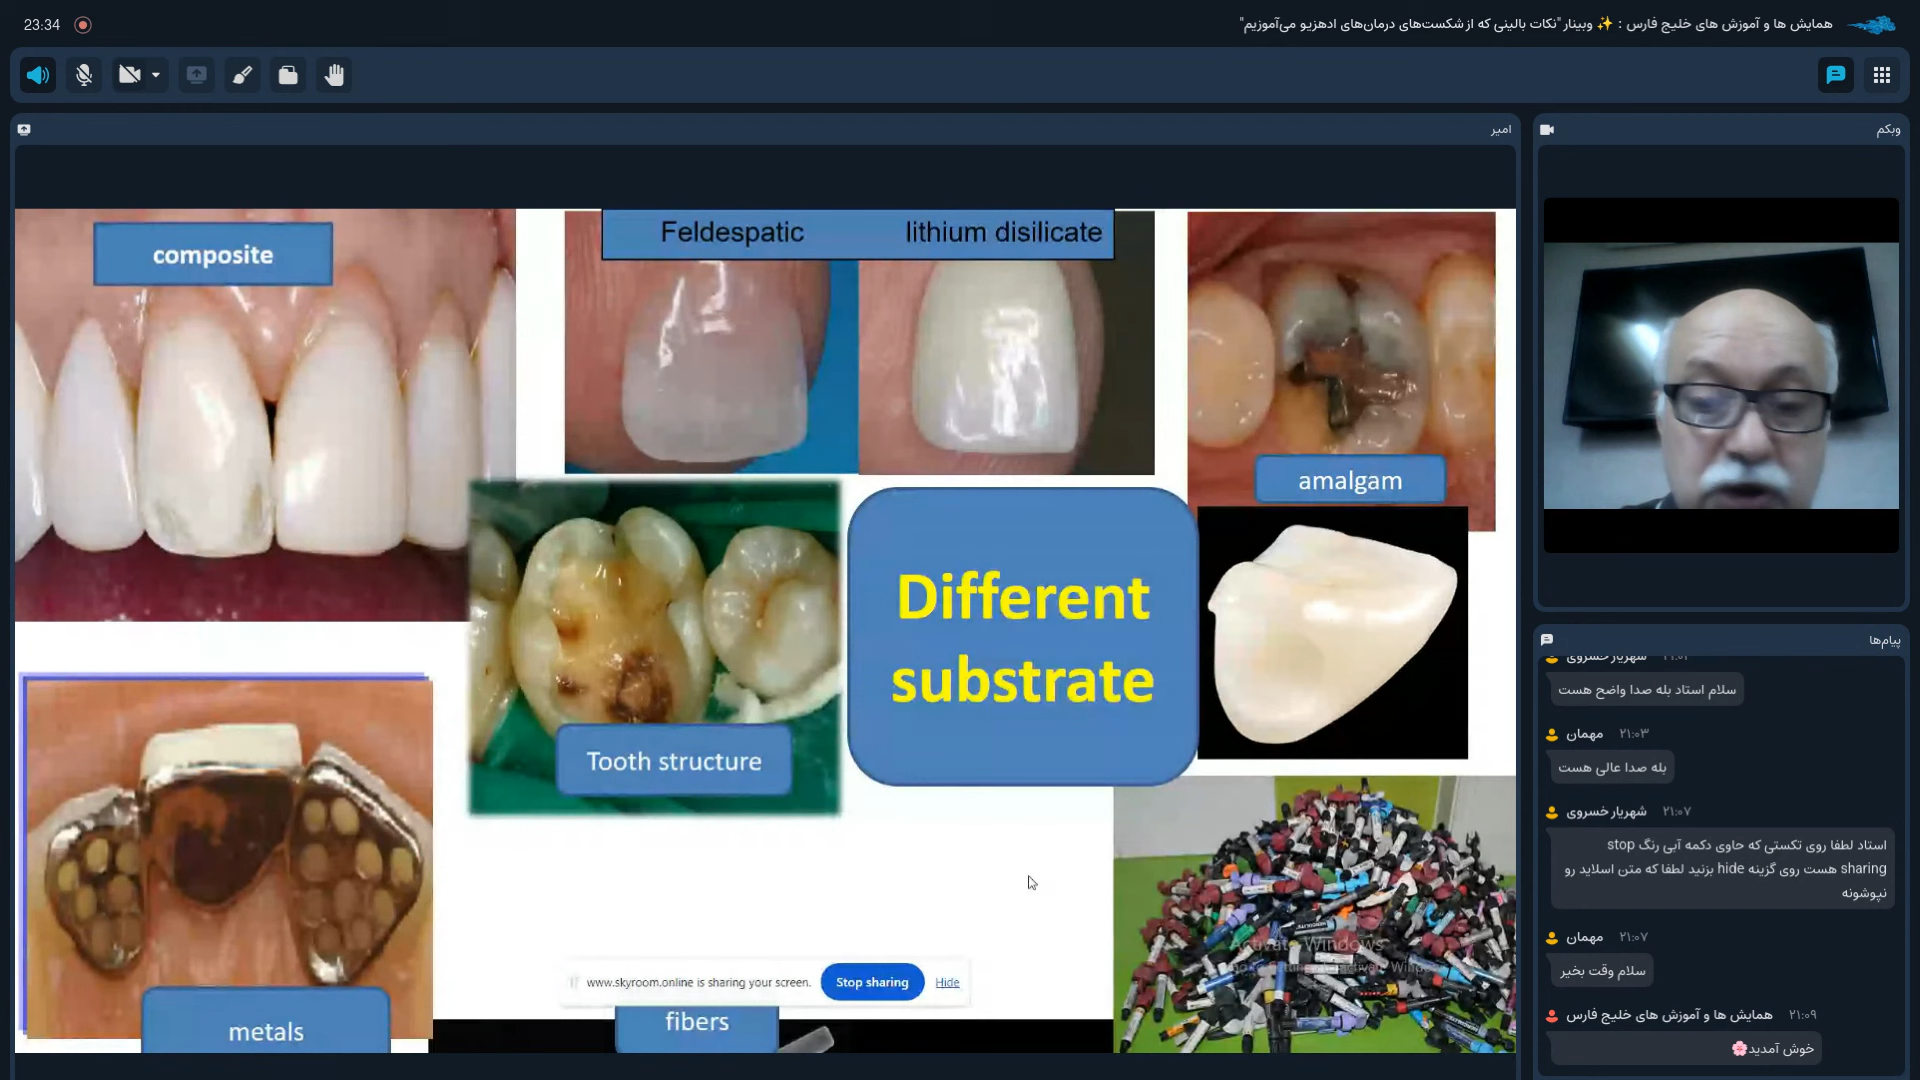 23:34
همایش ها و آموزش های خلیج فارس : ✨ وبینار "نکات بالینی که از شکست‌های درمان‌های ادهزیو می‌آموزیم"
امیر
وبکم
composite
Feldespatic lithium disilicate
amalgam
Different
substrate
Tooth structure
metals
fibers
www.skyroom.online is sharing your screen. Stop sharing Hide
Activate Windows
پیام‌ها
شهریار خسروی
سلام استاد بله صدا واضح هست
مهمان ۲۱:۰۳
بله صدا عالی هست
شهریار خسروی ۲۱:۰۷
استاد لطفا روی تکستی که حاوی دکمه آبی رنگ stop
sharing هست روی گزینه hide بزنید لطفا که متن اسلاید رو
نپوشونه
مهمان ۲۱:۰۷
سلام وقت بخیر
همایش ها و آموزش های خلیج فارس ۲۱:۰۹
خوش آمدید🌸